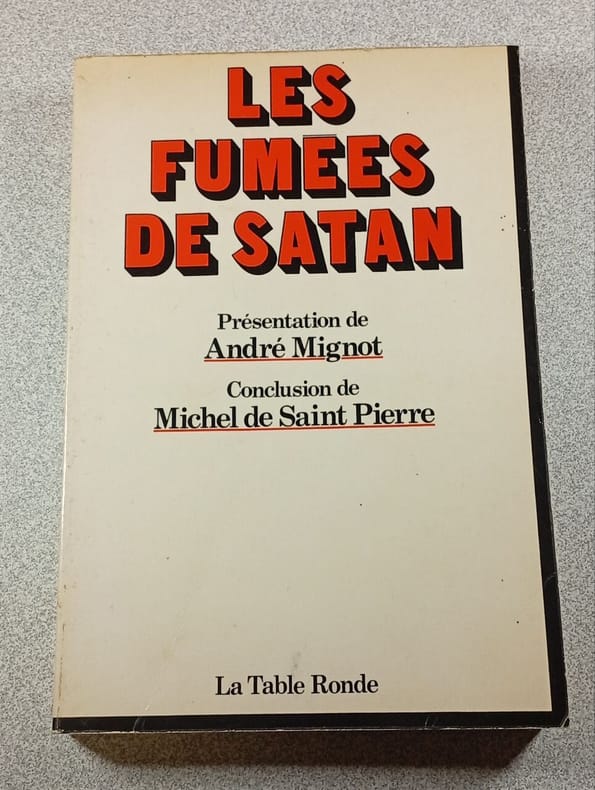 LES
FUMÉES
DE SATAN
Présentation de
André Mignot
Conclusion de
Michel de Saint Pierre
La Table Ronde